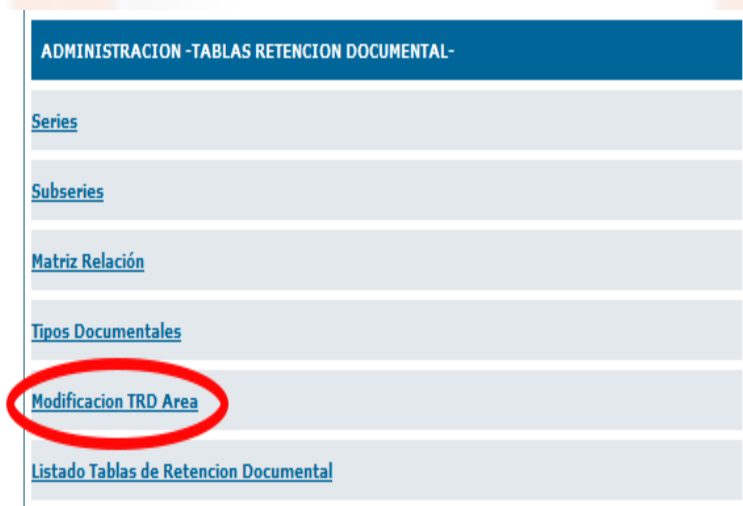 ADMINISTRACION -TABLAS RETENCION DOCUMENTAL-
Series
Subseries
Matriz Relación
Tipos Documentales
Modificacion TRD Area
Listado Tablas de Retencion Documental